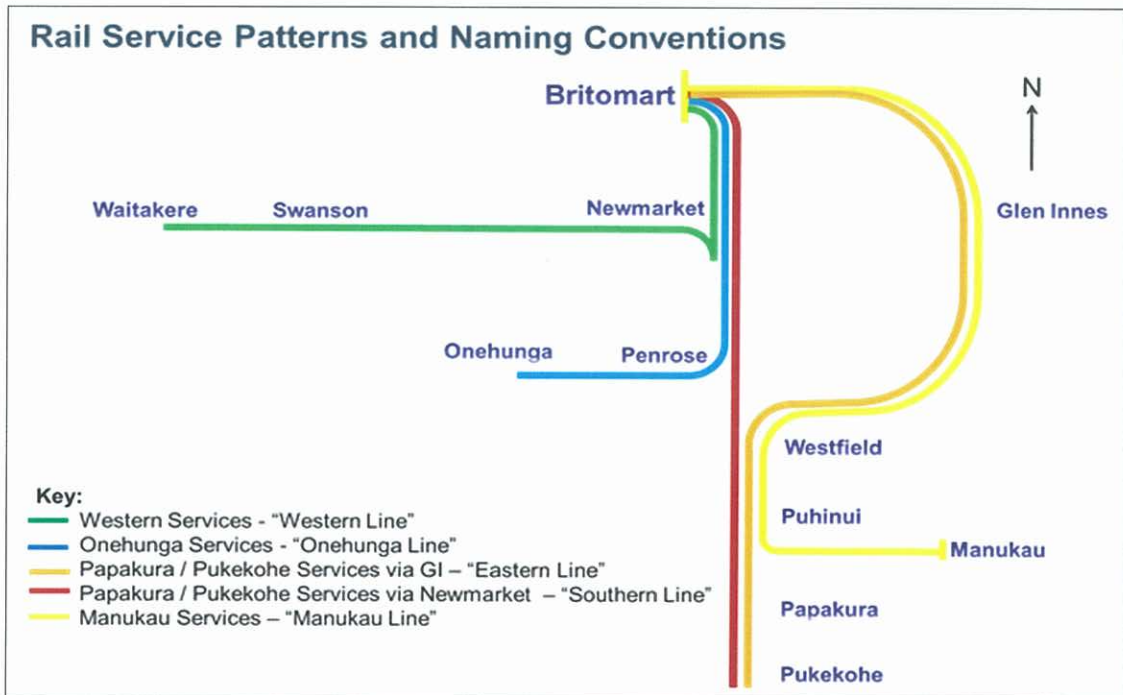 Rail Service Patterns and Naming Conventions
Britomart
N
Waitakere
Swanson
Newmarket
Glen Innes
Onehunga
Penrose
Westfield
Puhinui
Manukau
Papakura
Pukekohe
Key:
Western Services - “Western Line”
Onehunga Services - “Onehunga Line”
Papakura / Pukekohe Services via GI – “Eastern Line”
Papakura / Pukekohe Services via Newmarket – “Southern Line”
Manukau Services – “Manukau Line”